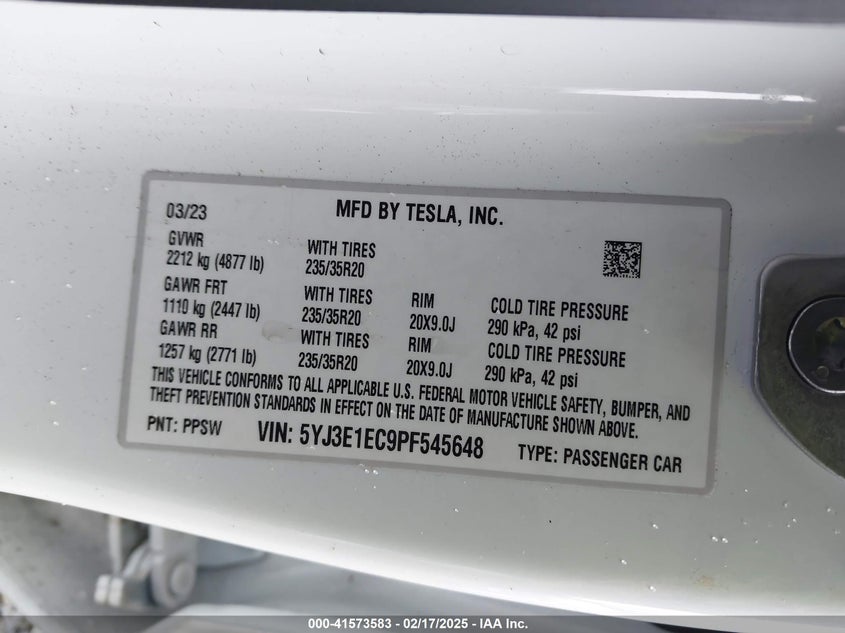 03/23 MFD BY TESLA, INC.
GVWR
2212 kg (4877 lb) WITH TIRES 235/35R20
GAWR FRT
1110 kg (2447 lb) WITH TIRES 235/35R20 RIM 20X9.0J COLD TIRE PRESSURE 290 kPa, 42 psi
GAWR RR
1257 kg (2771 lb) WITH TIRES 235/35R20 RIM 20X9.0J COLD TIRE PRESSURE 290 kPa, 42 psi
THIS VEHICLE CONFORMS TO ALL APPLICABLE U.S. FEDERAL MOTOR VEHICLE SAFETY, BUMPER, AND
THEFT PREVENTION STANDARDS IN EFFECT ON THE DATE OF MANUFACTURE SHOWN ABOVE.
PNT: PPSW VIN: 5YJ3E1EC9PF545648 TYPE: PASSENGER CAR
000-41573583 - 02/17/2025 - IAA Inc.